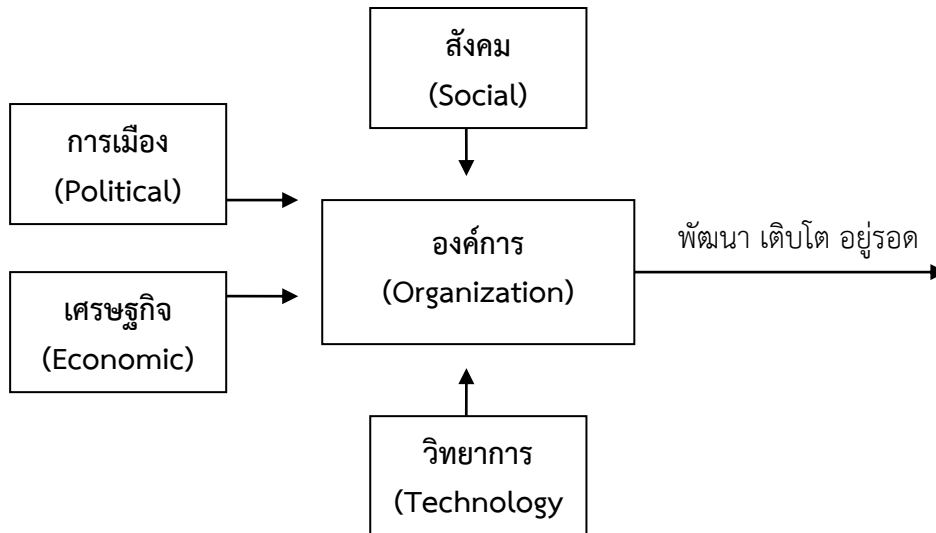 สังคม
(Social)
การเมือง
(Political)
องค์การ
(Organization)
พัฒนา เติบโต อยู่รอด
เศรษฐกิจ
(Economic)
วิทยาการ
(Technology